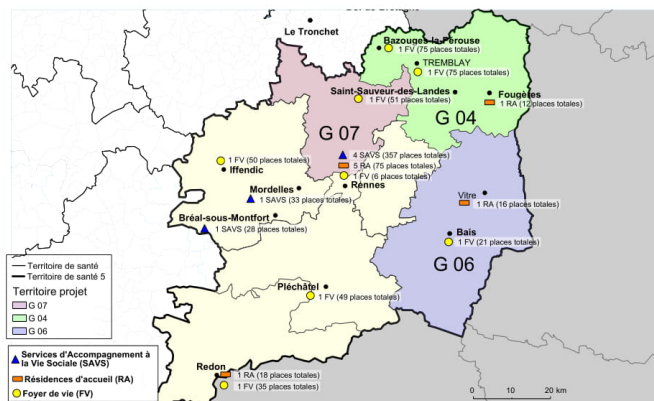 Le Tronchet
Bazouges-la-Pérouse
1 FV (75 places totales)
TREMBLAY
1 FV (75 places totales)
Saint-Sauveur-des-Landes
1 FV (51 places totales)
Fougères
1 RA (12 places totales)
G 04
G 07
4 SAVS (357 places totales)
5 RA (75 places totales)
1 FV (6 places totales)
Rennes
1 FV (50 places totales)
Iffendic
Mordelles
1 SAVS (33 places totales)
Bréal-sous-Montfort
1 SAVS (28 places totales)
Vitre
1 RA (16 places totales)
Bais
1 FV (21 places totales)
G 06
Pléchâtel
1 FV (49 places totales)
Redon
1 RA (18 places totales)
1 FV (35 places totales)
Territoire de santé
Territoire de santé 5
Territoire projet
G 07
G 04
G 06
Services d'Accompagnement à
la Vie Sociale (SAVS)
Résidences d'accueil (RA)
Foyer de vie (FV)
0 10 20 km